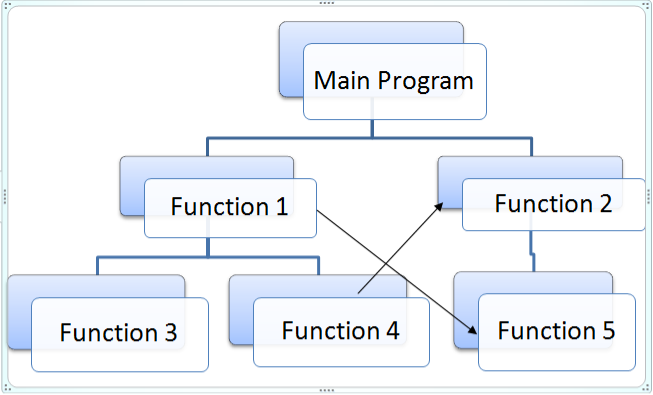 Main Program
Function 1
Function 2
Function 3
Function 4
Function 5